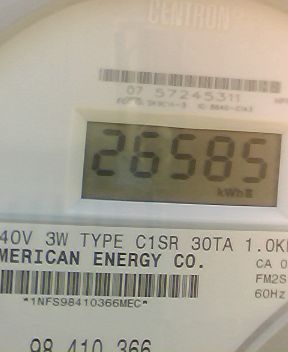 CENTRON
07 57245311
26585
kWh
40V 3W TYPE C1SR 30TA 1.0K
MERICAN ENERGY CO.
CA 0
FM2S
60Hz
*1NFS98410366MEC*
98 410 366